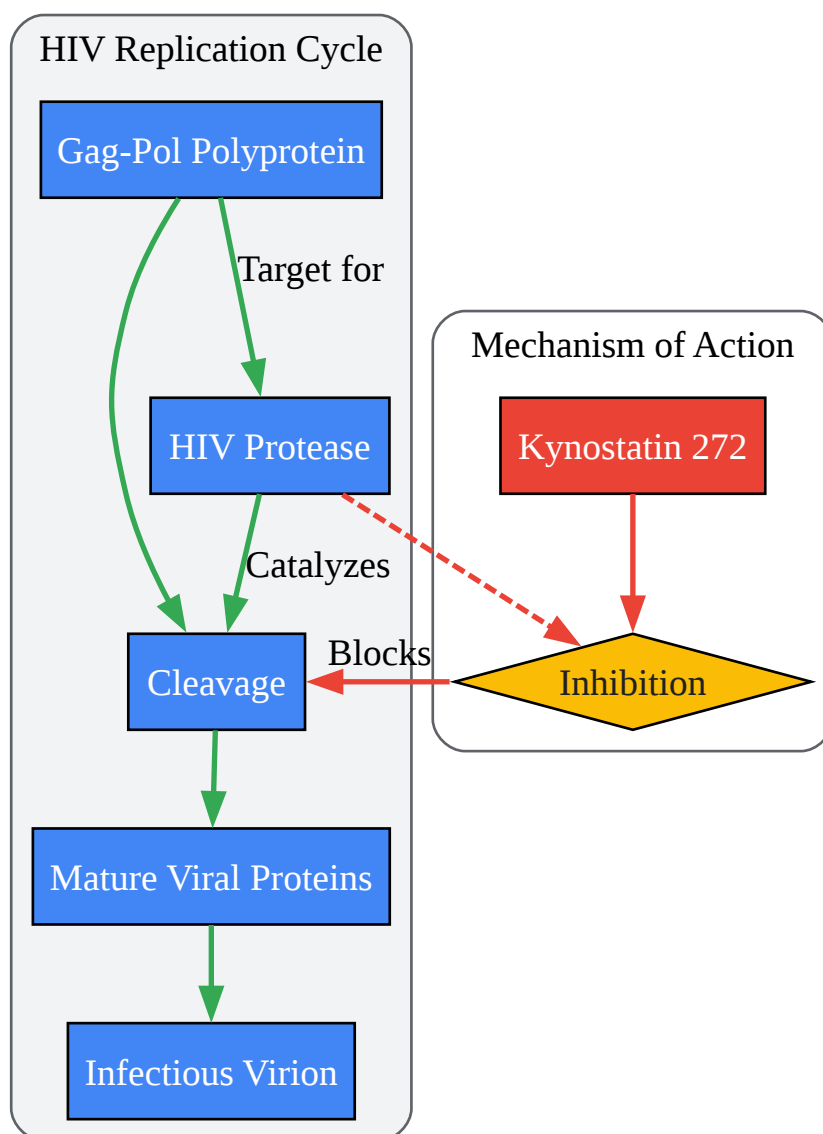 HIV Replication Cycle
Gag-Pol Polyprotein
Target for
Mechanism of Action
HIV Protease
Kynostatin 272
Catalyzes
Blocks
Cleavage
Inhibition
Mature Viral Proteins
Infectious Virion